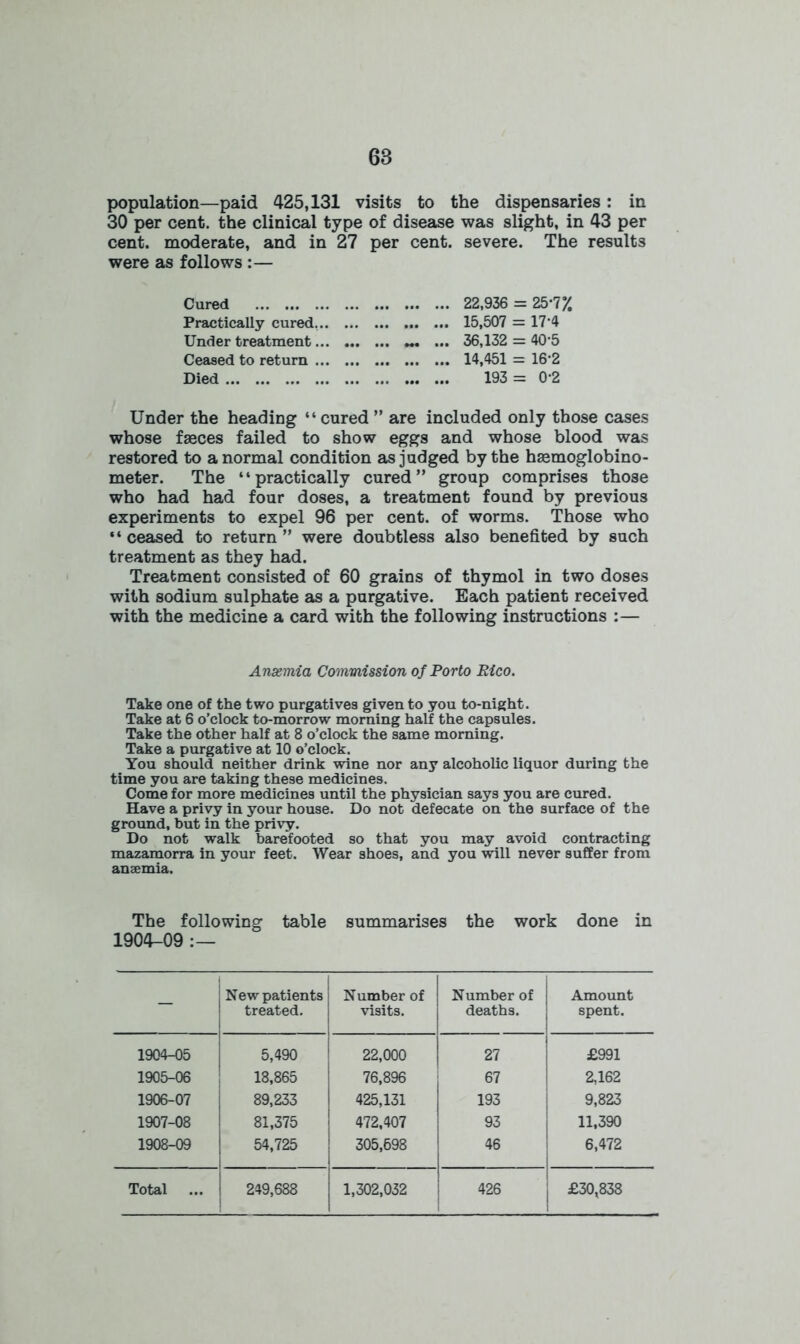 63
population—paid 425,131 visits to the dispensaries: in
30 per cent. the clinical type of disease was slight, in 43 per
cent. moderate, and in 27 per cent. severe. The results
were as follows :—
Cured ... ... ... ... ... ... ... 22,936 = 25·7%
Practically cured... ... ... ... ... 15,507 = 17·4
Under treatment... ... ... ... ... 36,132 = 40·5
Ceased to return ... ... ... ... ... 14,451 = 16·2
Died ... ... ... ... ... ... ... ... 193 = 0·2
Under the heading “cured” are included only those cases
whose fæces failed to show eggs and whose blood was
restored to a normal condition as judged by the hæmoglobino-
meter. The “practically cured” group comprises those
who had had four doses, a treatment found by previous
experiments to expel 96 per cent. of worms. Those who
“ceased to return” were doubtless also benefited by such
treatment as they had.
Treatment consisted of 60 grains of thymol in two doses
with sodium sulphate as a purgative. Each patient received
with the medicine a card with the following instructions :—
Anæmia Commission of Porto Rico.
Take one of the two purgatives given to you to-night.
Take at 6 o’clock to-morrow morning half the capsules.
Take the other half at 8 o’clock the same morning.
Take a purgative at 10 o’clock.
You should neither drink wine nor any alcoholic liquor during the
time you are taking these medicines.
Come for more medicines until the physician says you are cured.
Have a privy in your house. Do not defecate on the surface of the
ground, but in the privy.
Do not walk barefooted so that you may avoid contracting
mazamorra in your feet. Wear shoes, and you will never suffer from
anæmia.
The following table summarises the work done in
1904-09 :—
— New patients treated. Number of visits. Number of deaths. Amount spent.
1904-05 5,490 22,000 27 £991
1905-06 18,865 76,896 67 2,162
1906-07 89,233 425,131 193 9,823
1907-08 81,375 472,407 93 11,390
1908-09 54,725 305,698 46 6,472
Total ... 249,688 1,302,032 426 £30,838